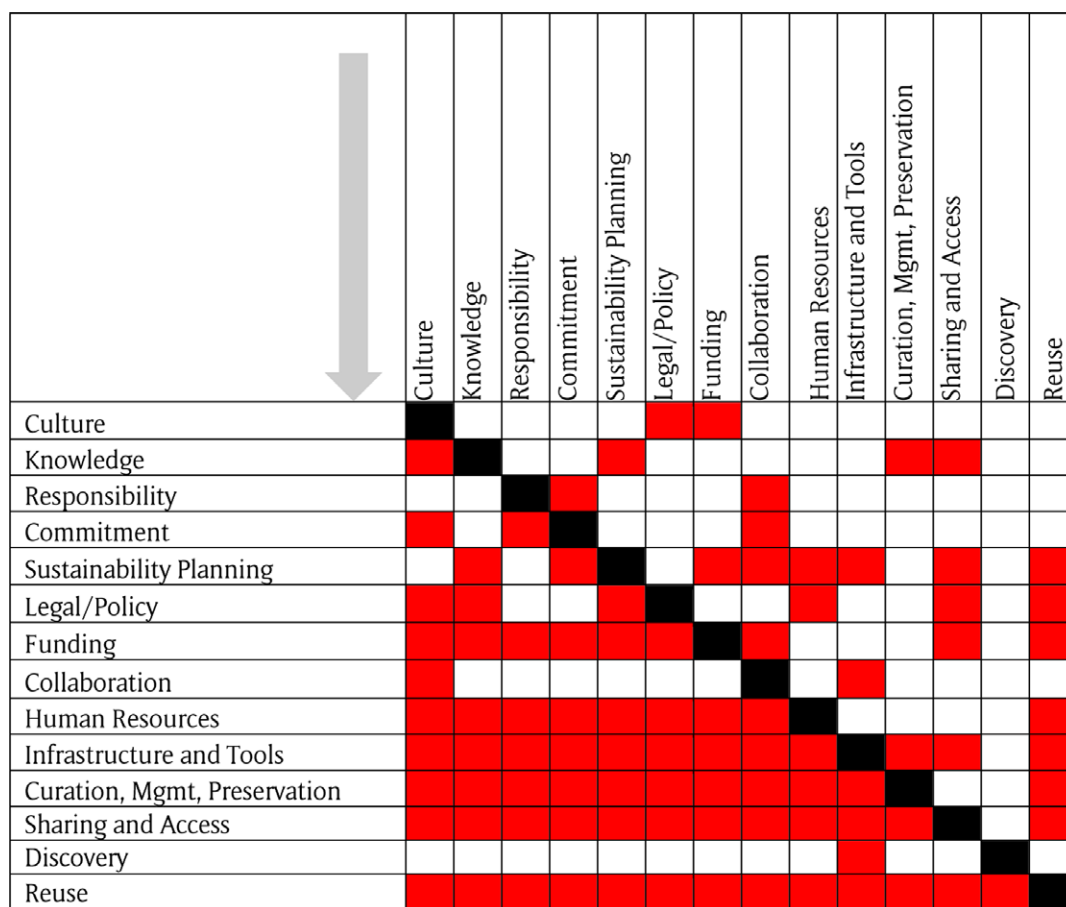 Culture
Knowledge
Responsibility
Commitment
Sustainability Planning
Legal/Policy
Funding
Collaboration
Human Resources
Infrastructure and Tools
Curation, Mgmt, Preservation
Sharing and Access
Discovery
Reuse
Culture
Knowledge
Responsibility
Commitment
Sustainability Planning
Legal/Policy
Funding
Collaboration
Human Resources
Infrastructure and Tools
Curation, Mgmt, Preservation
Sharing and Access
Discovery
Reuse